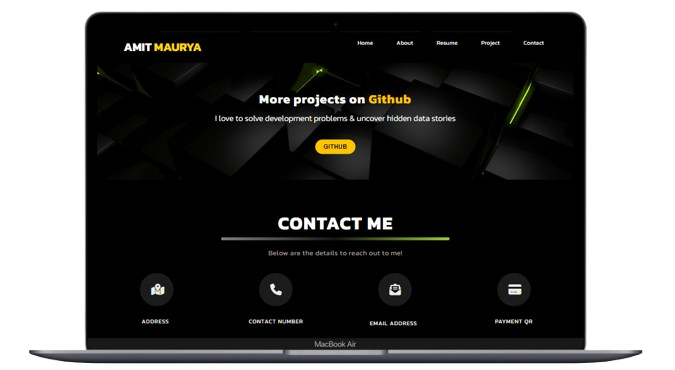 AMIT MAURYA
Home About Resume Project Contact
More projects on Github
I love to solve development problems & uncover hidden data stories
GITHUB
CONTACT ME
Below are the details to reach out to me!
ADDRESS CONTACT NUMBER EMAIL ADDRESS PAYMENT QR
MacBook Air